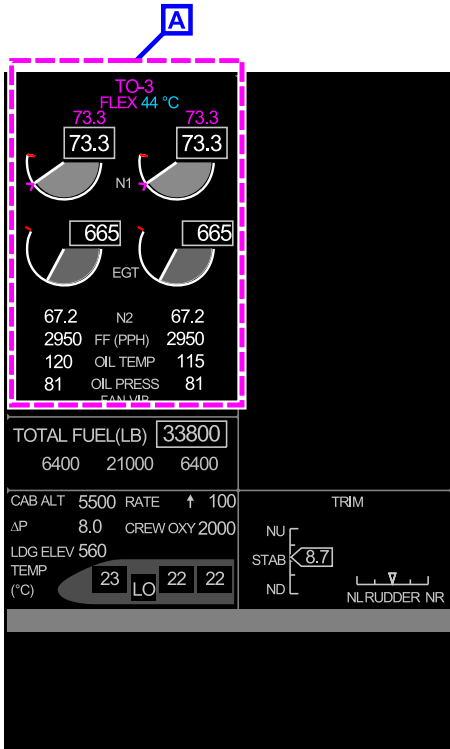 A
TO-3
FLEX 44 °C
73.3 73.3
73.3 73.3
N1
665 665
EGT
67.2 N2 67.2
2950 FF (PPH) 2950
120 OIL TEMP 115
81 OIL PRESS 81
FAN VIB
TOTAL FUEL(LB) 33800
6400 21000 6400
CAB ALT 5500 RATE ↑ 100 TRIM
ΔP 8.0 CREW OXY 2000 NU
LDG ELEV 560 STAB 8.7
TEMP 23 LO 22 22
(°C) ND
NL RUDDER NR